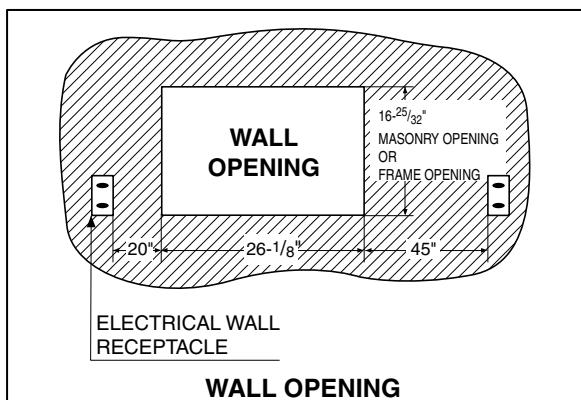 WALL
OPENING
16-25/32"
MASONRY OPENING
OR
FRAME OPENING
20"
26-1/8"
45"
ELECTRICAL WALL
RECEPTACLE
WALL OPENING